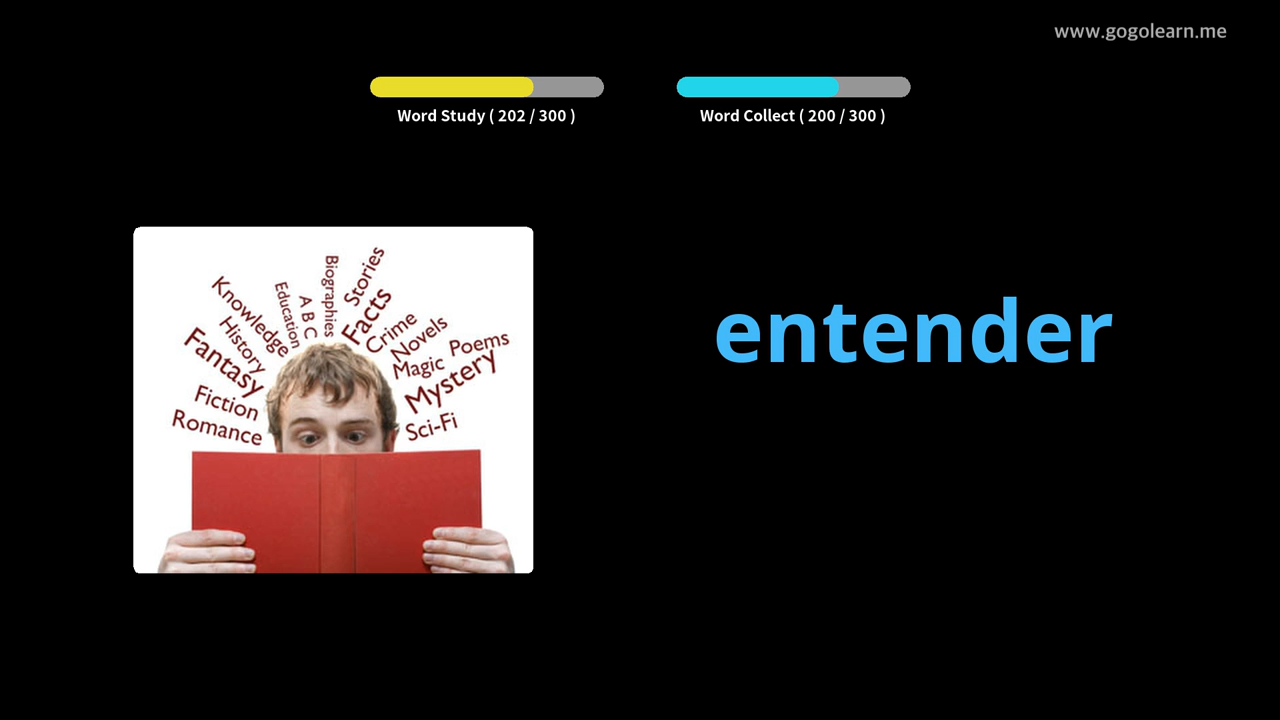 www.gogolearn.me
Word Study ( 202 / 300 )
Word Collect ( 200 / 300 )
Biographies
Stories
Education
A B C
Facts
Knowledge
Crime
History
Novels
Fantasy
Magic
Poems
Mystery
Fiction
Romance
Sci-Fi
entender